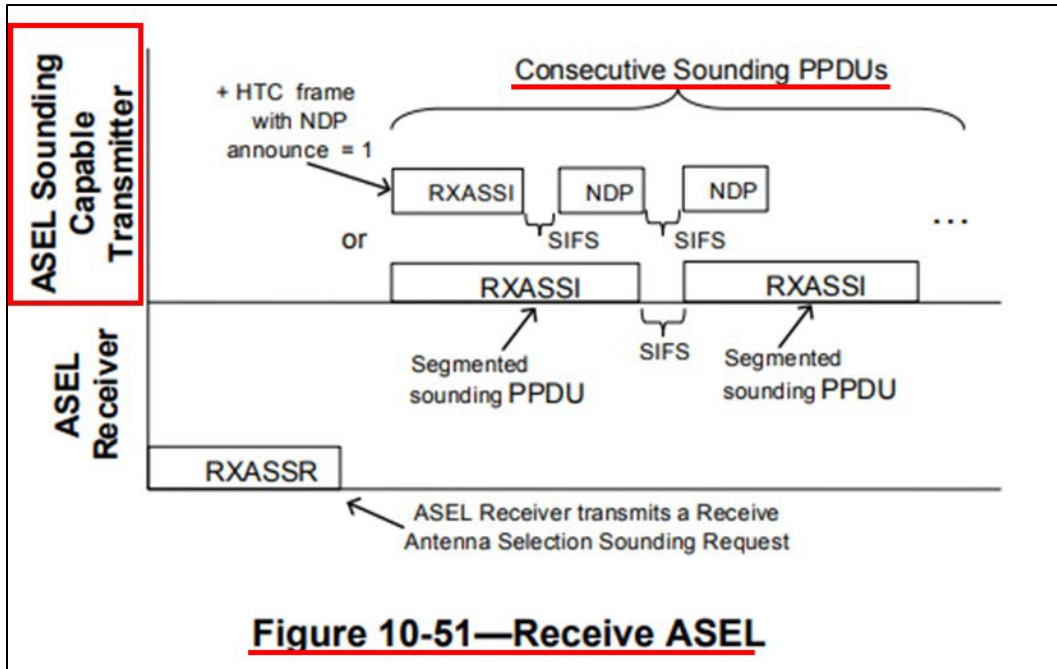 ASEL Sounding
Capable
Transmitter
Consecutive Sounding PPDUs
+ HTC frame
with NDP
announce = 1
RXASSI
NDP
NDP
SIFS
SIFS
...
or
RXASSI
RXASSI
SIFS
Segmented
sounding PPDU
Segmented
sounding PPDU
ASEL
Receiver
RXASSR
ASEL Receiver transmits a Receive
Antenna Selection Sounding Request
Figure 10-51—Receive ASEL